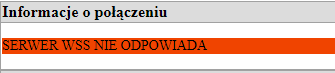 Informacje o połączeniu
SERWER WSS NIE ODPOWIADA